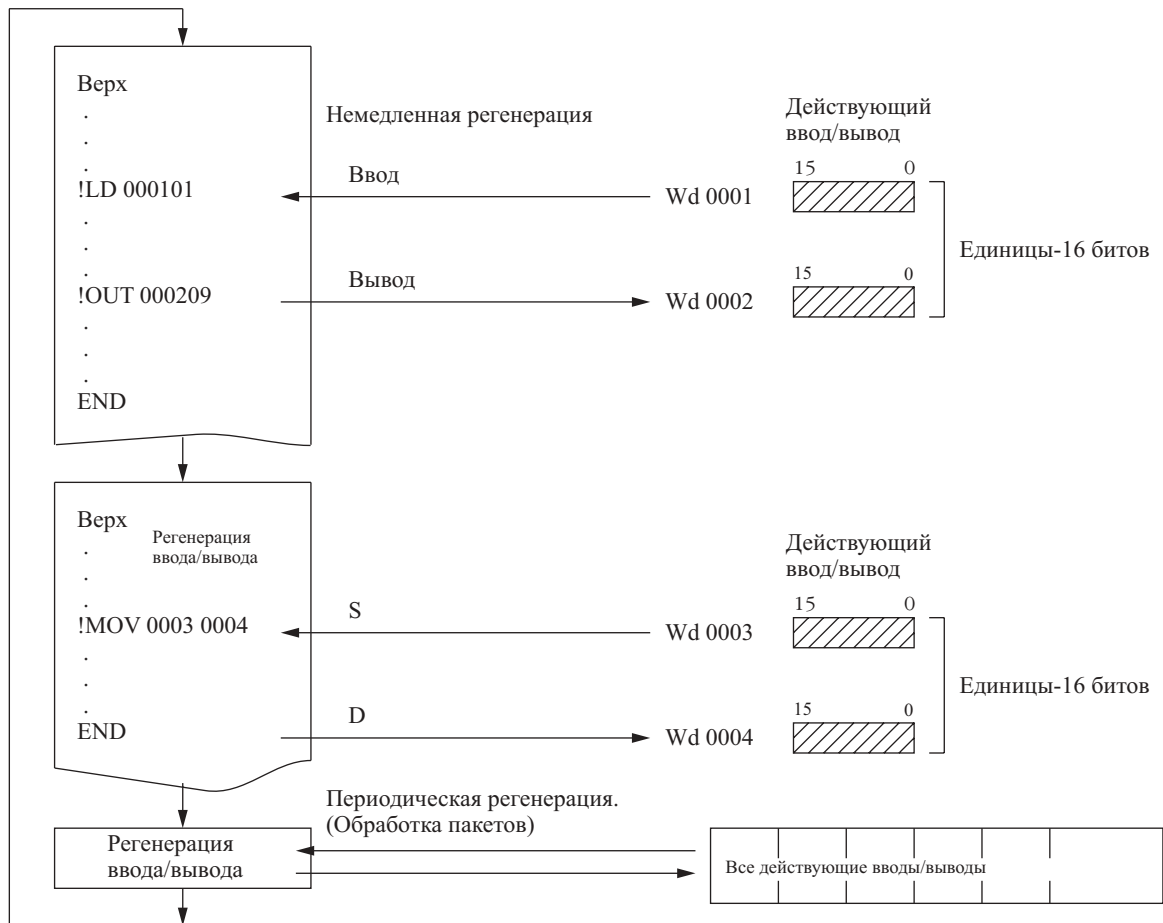 Верх
.
.
.
!LD 000101
.
.
.
!OUT 000209
.
.
.
END
Немедленная регенерация
Ввод
Вывод
Действующий
ввод/вывод
15 0
Wd 0001
15 0
Wd 0002
Единицы-16 битов
Верх
Регенерация
ввода/вывода
.
.
.
!MOV 0003 0004
.
.
.
END
S
D
Действующий
ввод/вывод
15 0
Wd 0003
15 0
Wd 0004
Единицы-16 битов
Периодическая регенерация.
(Обработка пакетов)
Регенерация
ввода/вывода
Все действующие вводы/выводы